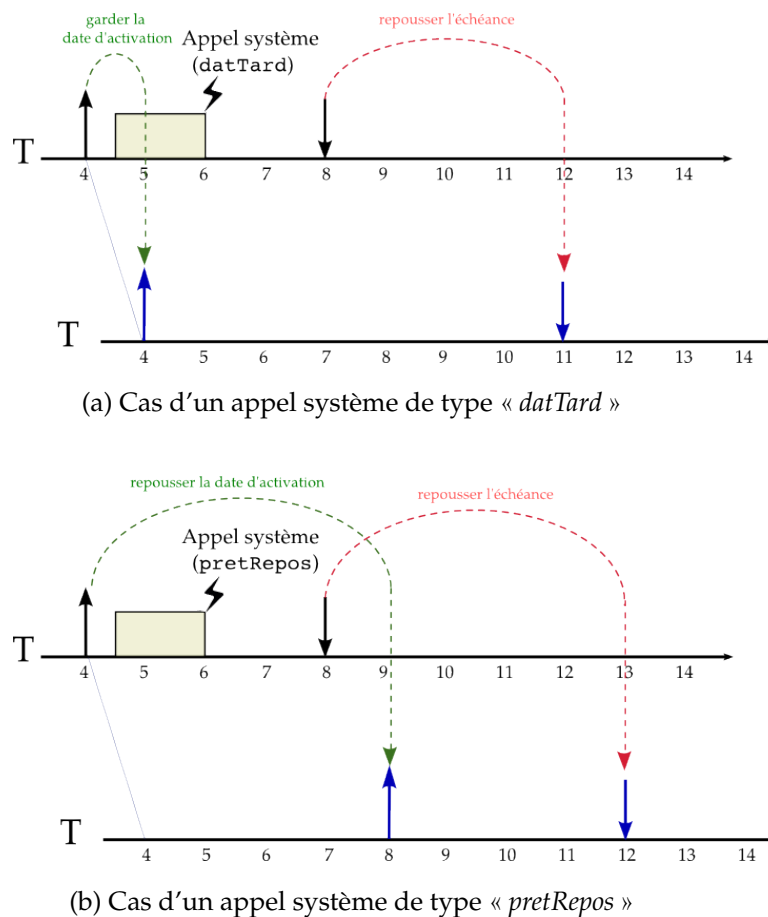 garder la
date d'activation
Appel système
(datTard)
repousser l'échéance
T
4 5 6 7 8 9 10 11 12 13 14
T
4 5 6 7 8 9 10 11 12 13 14
(a) Cas d'un appel système de type « datTard »
repousser la date d'activation
repousser l'échéance
Appel système
(pretRepos)
T
4 5 6 7 8 9 10 11 12 13 14
T
4 5 6 7 8 9 10 11 12 13 14
(b) Cas d'un appel système de type « pretRepos »